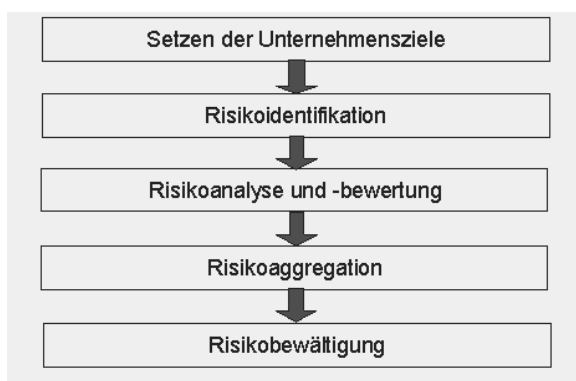 Setzen der Unternehmensziele
Risikoidentifikation
Risikoanalyse und -bewertung
Risikoaggregation
Risikobewältigung